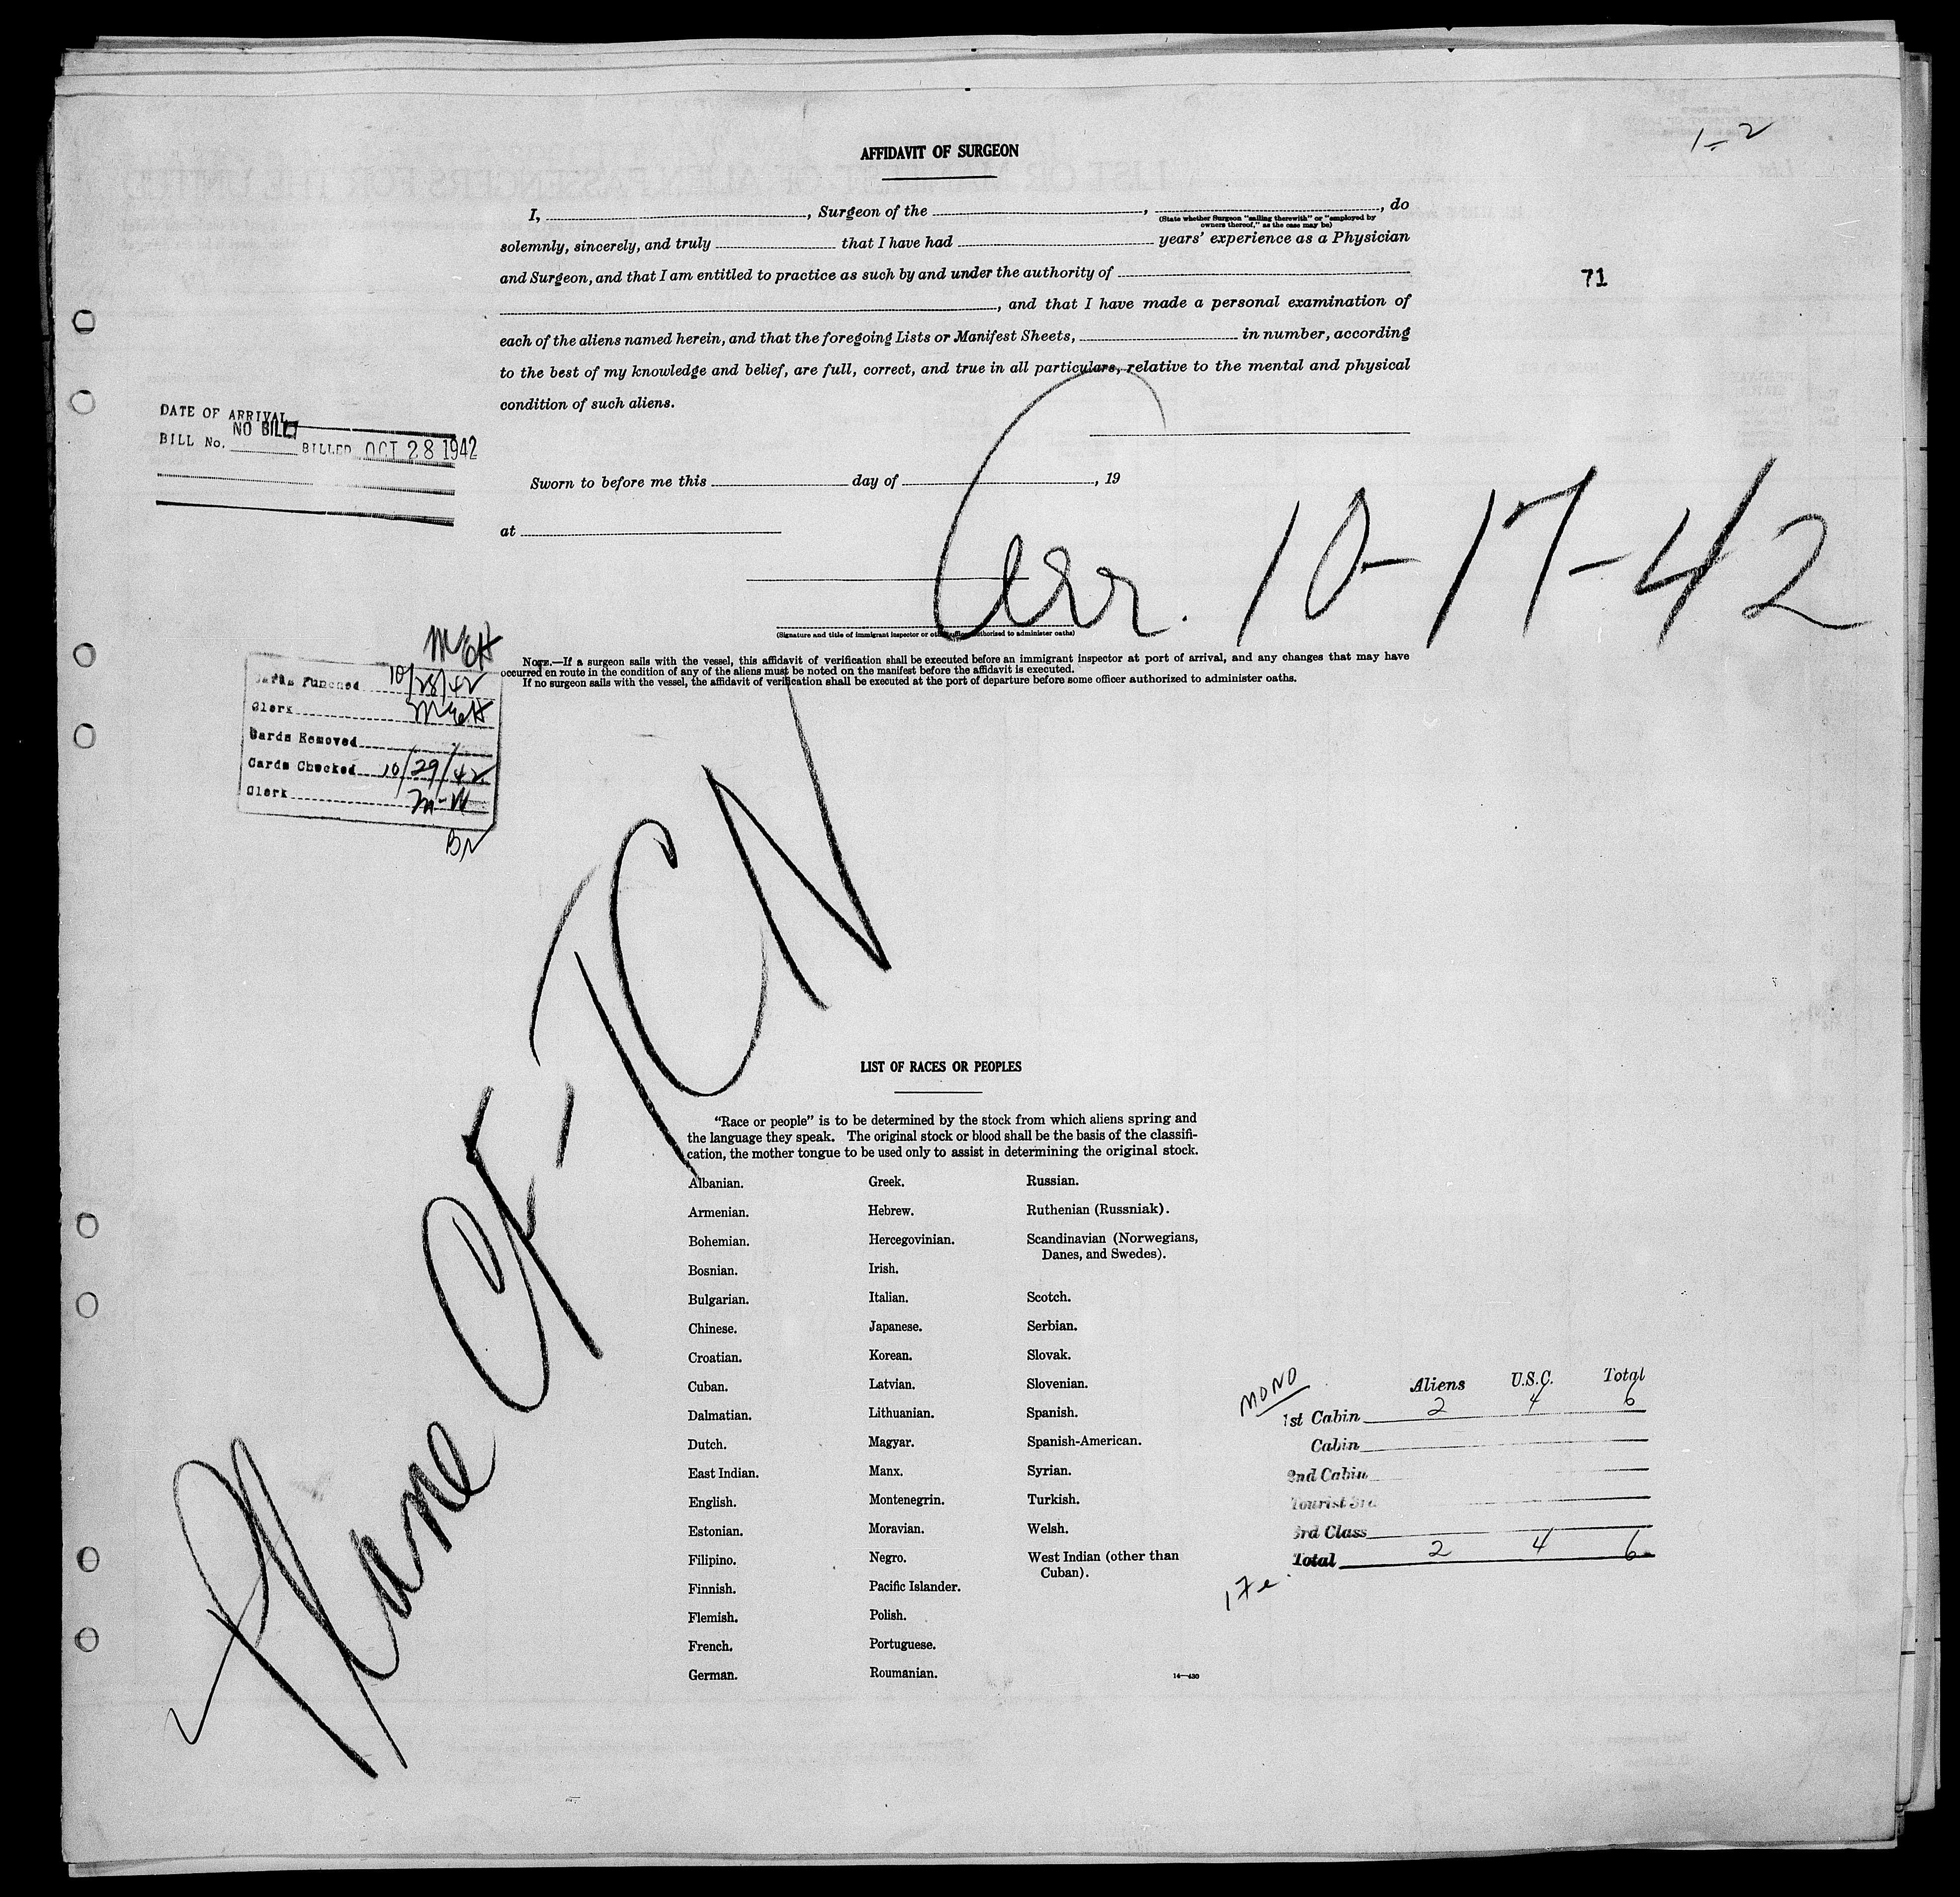 1-2
AFFIDAVIT OF SURGEON
I, , Surgeon of the , , do
(State whether Surgeon "sailing therewith" or "employed by
owners thereof," as the case may be)
solemnly, sincerely, and truly that I have had years' experience as a Physician
and Surgeon, and that I am entitled to practice as such by and under the authority of
71
, and that I have made a personal examination of
each of the aliens named herein, and that the foregoing Lists or Manifest Sheets, in number, according
to the best of my knowledge and belief, are full, correct, and true in all particulars, relative to the mental and physical
condition of such aliens.
DATE OF ARRIVAL
NO BILL
BILL No. BILLED OCT 28 1942
Sworn to before me this day of , 19
at
Arr. 10-17-42
(Signature and title of immigrant inspector or other officer authorized to administer oaths)
NOTE.—If a surgeon sails with the vessel, this affidavit of verification shall be executed before an immigrant inspector at port of arrival, and any changes that may have
occurred en route in the condition of any of the aliens must be noted on the manifest before the affidavit is executed.
If no surgeon sails with the vessel, the affidavit of verification shall be executed at the port of departure before some officer authorized to administer oaths.
Cards Punched 10/28/42
Clerk
Cards Removed
Cards Checked 10/29/42
Clerk
Plane CF-TCN
LIST OF RACES OR PEOPLES
"Race or people" is to be determined by the stock from which aliens spring and
the language they speak. The original stock or blood shall be the basis of the classifi-
cation, the mother tongue to be used only to assist in determining the original stock.
Albanian. Greek. Russian.
Armenian. Hebrew. Ruthenian (Russniak).
Bohemian. Hercegovinian. Scandinavian (Norwegians,
Danes, and Swedes).
Bosnian. Irish.
Bulgarian. Italian. Scotch.
Chinese. Japanese. Serbian.
Croatian. Korean. Slovak.
Cuban. Latvian. Slovenian.
Dalmatian. Lithuanian. Spanish.
Dutch. Magyar. Spanish-American.
East Indian. Manx. Syrian.
English. Montenegrin. Turkish.
Estonian. Moravian. Welsh.
Filipino. Negro. West Indian (other than
Cuban).
Finnish. Pacific Islander.
Flemish. Polish.
French. Portuguese.
German. Roumanian.
14—430
MONO
Aliens U.S.C. Total
1st Cabin 2 4 6
Cabin
2nd Cabin
Tourist 3rd
3rd Class
Total 2 4 6